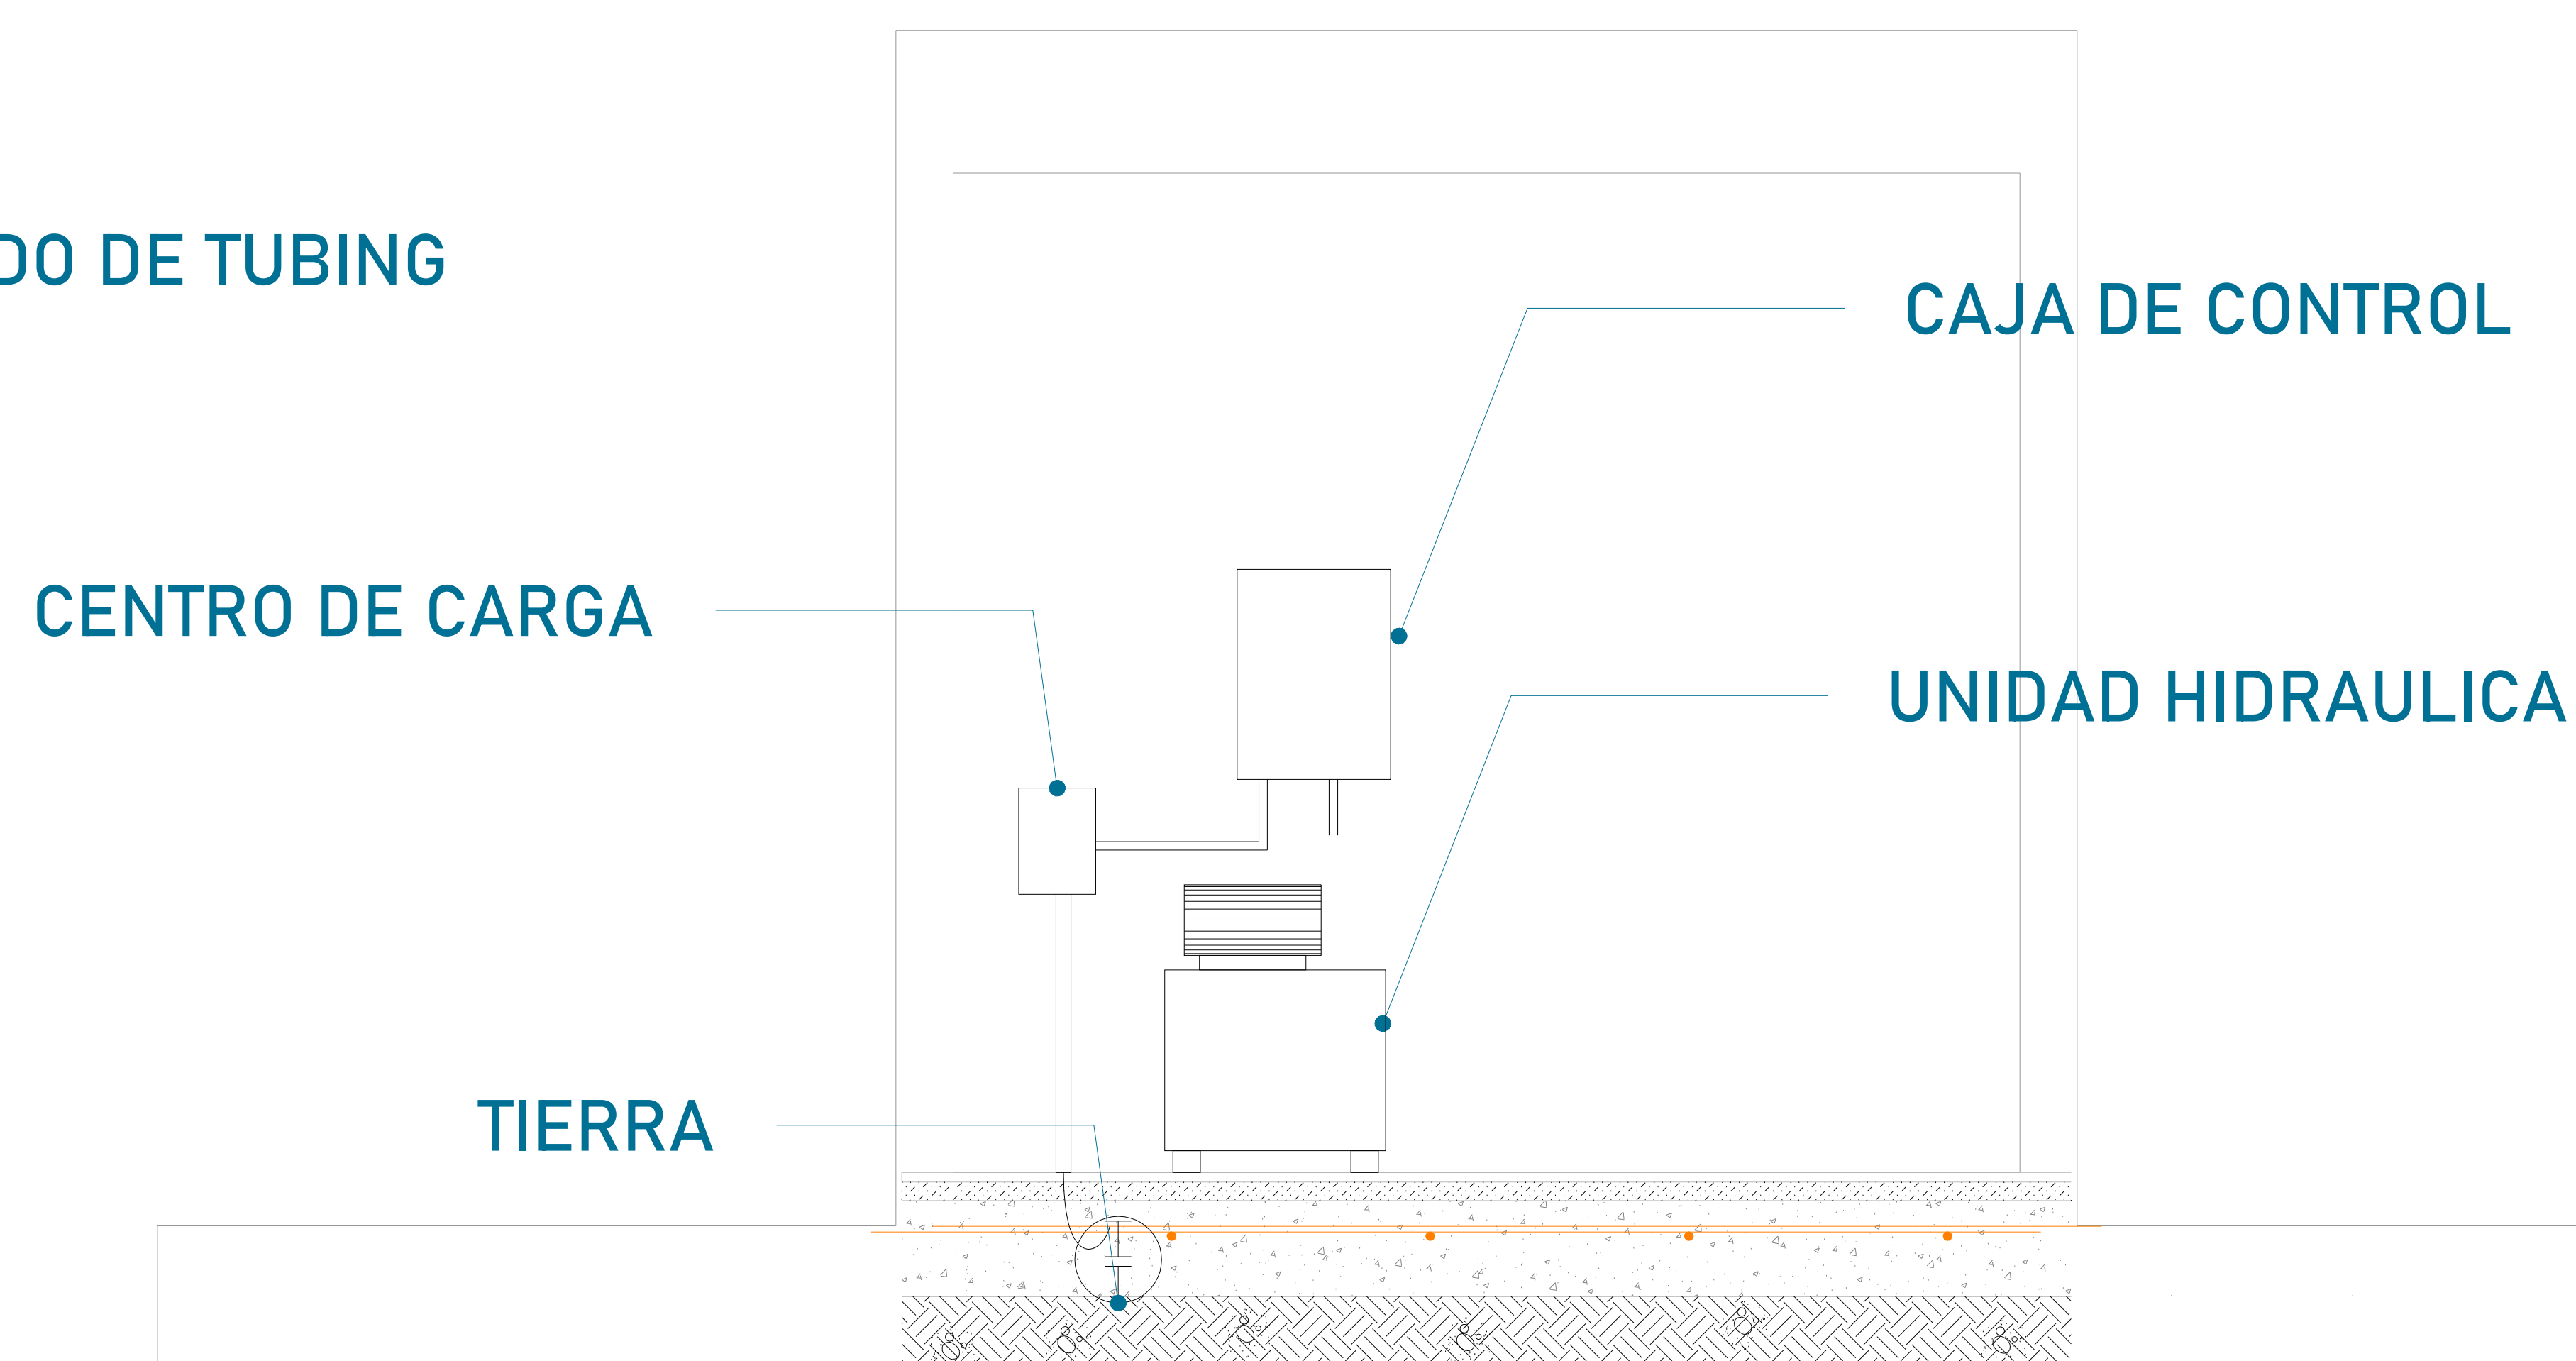 DO DE TUBING
CAJA DE CONTROL
CENTRO DE CARGA
UNIDAD HIDRAULICA
TIERRA